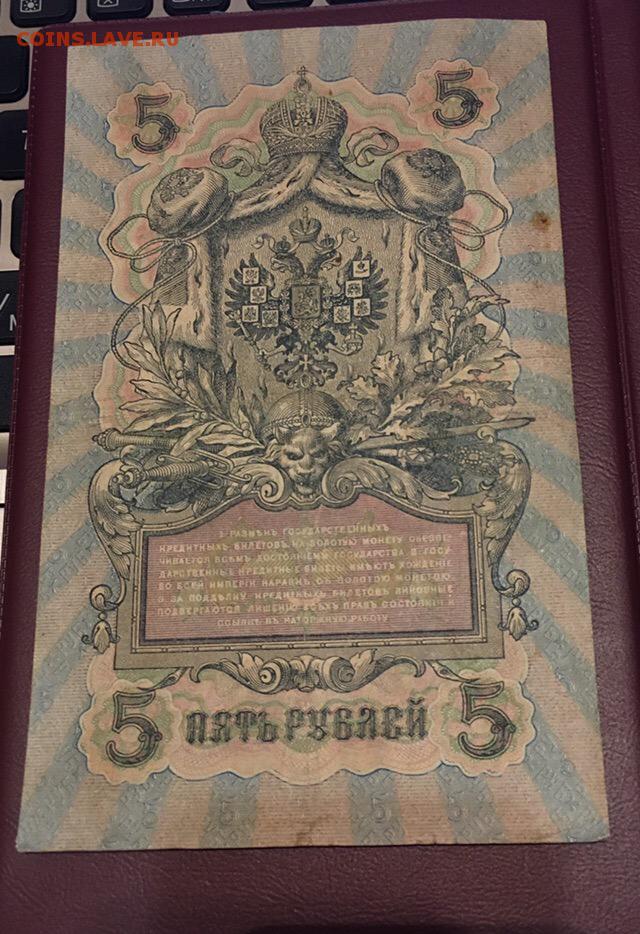 COINS.LAVE.RU
5 5
1. РАЗМѢНЪ ГОСУДАРСТВЕННЫХЪ
КРЕДИТНЫХЪ БИЛЕТОВЪ НА ЗОЛОТУЮ МОНЕТУ ОБЕЗПЕ-
ЧИВАЕТСЯ ВСѢМЪ ДОСТОЯНІЕМЪ ГОСУДАРСТВА. 2. ГОСУ-
ДАРСТВЕННЫЕ КРЕДИТНЫЕ БИЛЕТЫ ИМѢЮТЪ ХОЖДЕНІЕ
ВО ВСЕЙ ИМПЕРІИ НАРАВНѢ СЪ ЗОЛОТОЮ МОНЕТОЮ.
3. ЗА ПОДДѢЛКУ КРЕДИТНЫХЪ БИЛЕТОВЪ ВИНОВНЫЕ
ПОДВЕРГАЮТСЯ ЛИШЕНІЮ ВСѢХЪ ПРАВЪ СОСТОЯНІЯ И
ССЫЛКѢ ВЪ КАТОРЖНУЮ РАБОТУ
5 ПЯТЬ РУБЛЕЙ 5